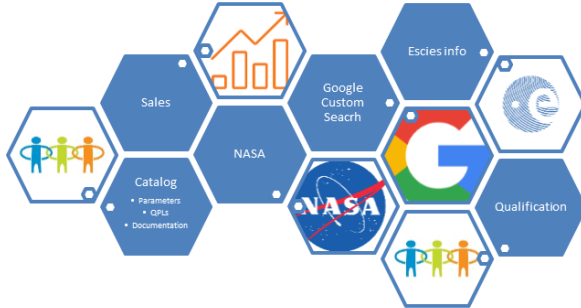 Escies info
Sales
Google
Custom
Seacrh
NASA
Catalog
• Parameters
• QPLs
• Documentation
NASA
Qualification